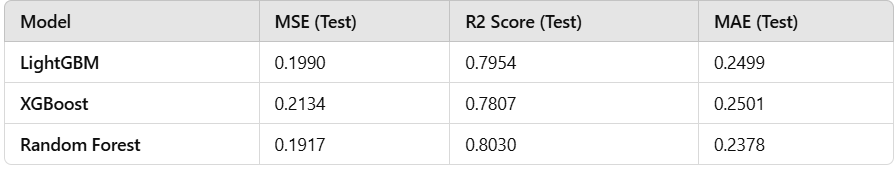 Model MSE (Test) R2 Score (Test) MAE (Test)
LightGBM 0.1990 0.7954 0.2499
XGBoost 0.2134 0.7807 0.2501
Random Forest 0.1917 0.8030 0.2378